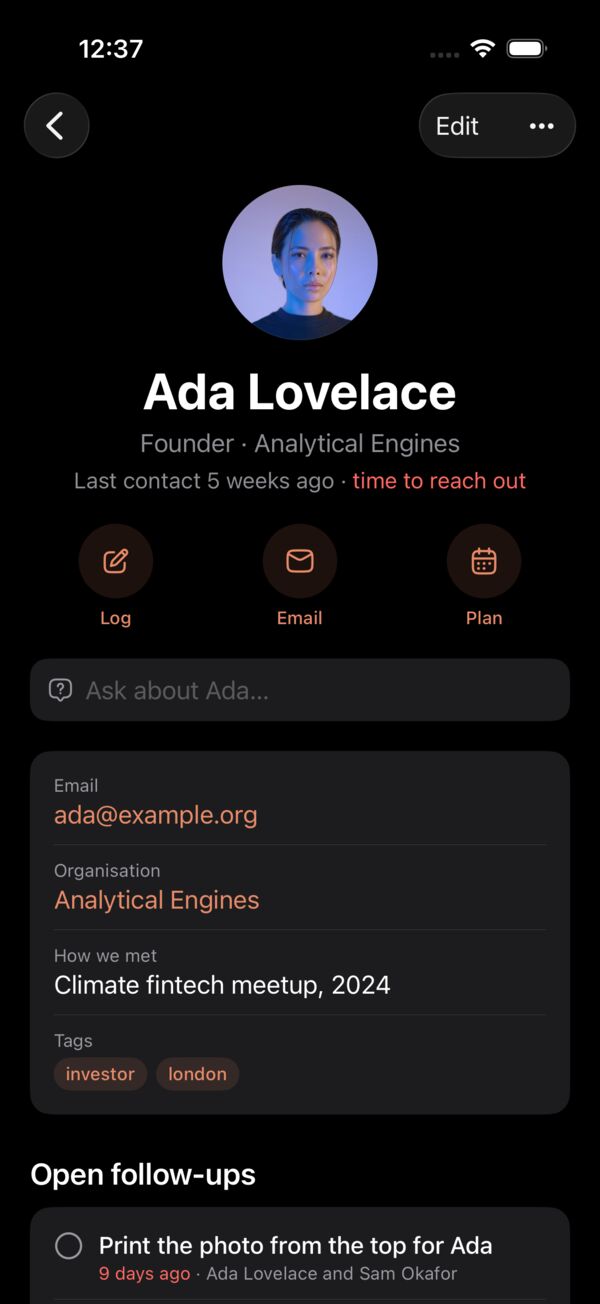 12:37
Edit
Ada Lovelace
Founder · Analytical Engines
Last contact 5 weeks ago · time to reach out
Log
Email
Plan
Ask about Ada...
Email
ada@example.org
Organisation
Analytical Engines
How we met
Climate fintech meetup, 2024
Tags
investor
london
Open follow-ups
Print the photo from the top for Ada
9 days ago · Ada Lovelace and Sam Okafor